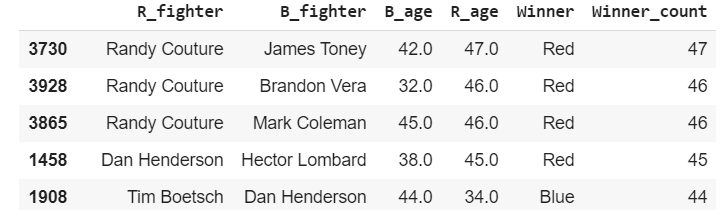 R_fighter B_fighter B_age R_age Winner Winner_count
3730 Randy Couture James Toney 42.0 47.0 Red 47
3928 Randy Couture Brandon Vera 32.0 46.0 Red 46
3865 Randy Couture Mark Coleman 45.0 46.0 Red 46
1458 Dan Henderson Hector Lombard 38.0 45.0 Red 45
1908 Tim Boetsch Dan Henderson 44.0 34.0 Blue 44